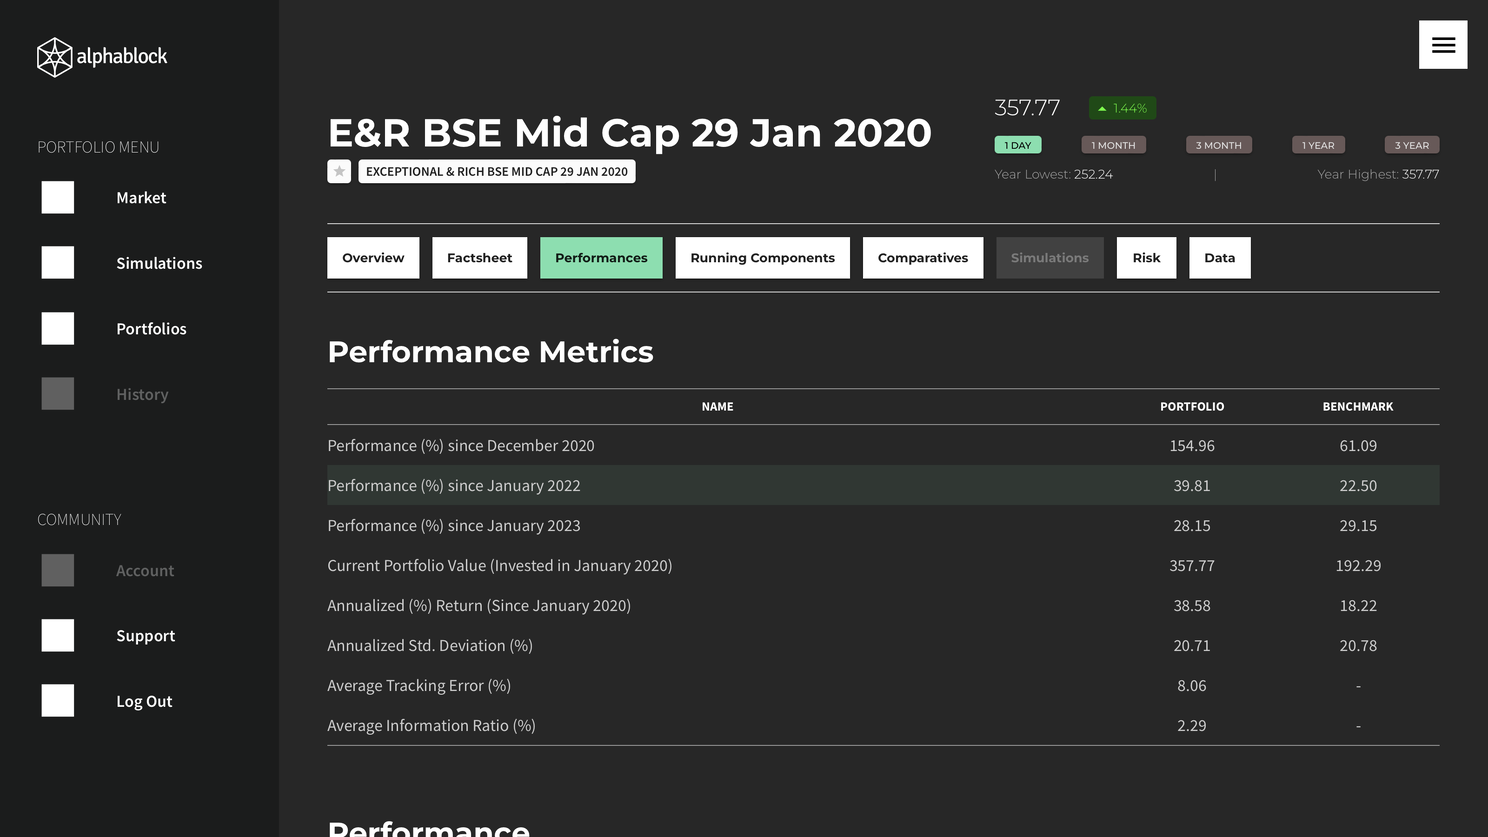 alphablock
PORTFOLIO MENU
Market
Simulations
Portfolios
History
COMMUNITY
Account
Support
Log Out
E&R BSE Mid Cap 29 Jan 2020
EXCEPTIONAL & RICH BSE MID CAP 29 JAN 2020
357.77 1.44%
1 DAY 1 MONTH 3 MONTH 1 YEAR 3 YEAR
Year Lowest: 252.24 | Year Highest: 357.77
Overview Factsheet Performances Running Components Comparatives Simulations Risk Data
Performance Metrics
NAME PORTFOLIO BENCHMARK
Performance (%) since December 2020 154.96 61.09
Performance (%) since January 2022 39.81 22.50
Performance (%) since January 2023 28.15 29.15
Current Portfolio Value (Invested in January 2020) 357.77 192.29
Annualized (%) Return (Since January 2020) 38.58 18.22
Annualized Std. Deviation (%) 20.71 20.78
Average Tracking Error (%) 8.06 -
Average Information Ratio (%) 2.29 -
Performance